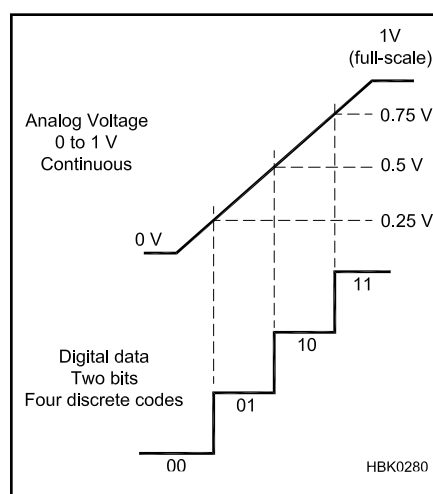 1V
(full-scale)
0.75 V
Analog Voltage
0 to 1 V
Continuous
0.5 V
0.25 V
0 V
11
10
Digital data
Two bits
Four discrete codes
01
00
HBK0280